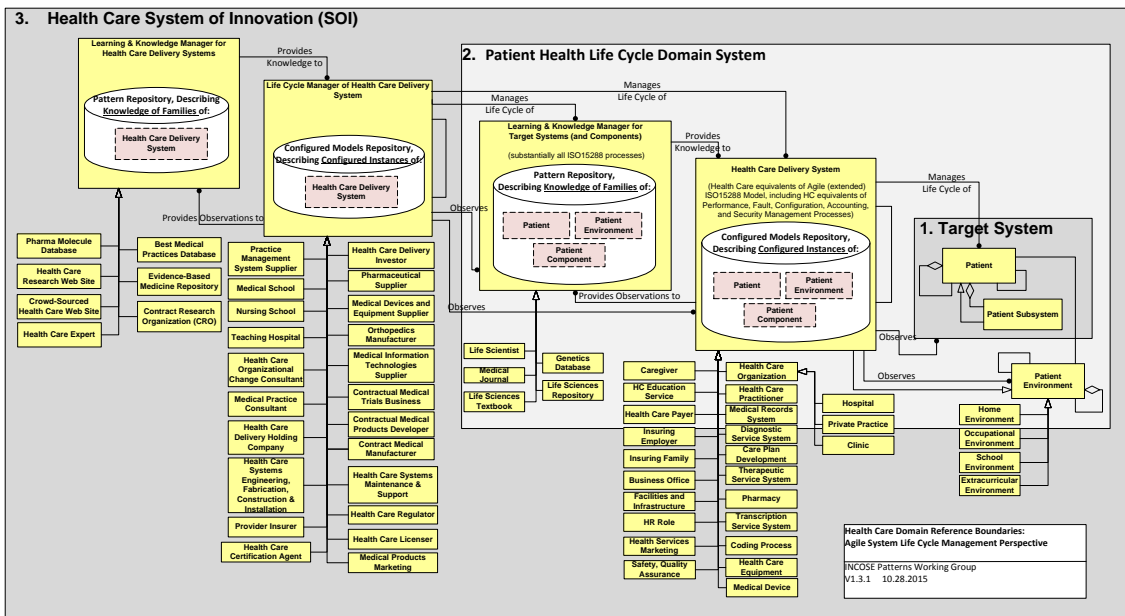 3. Health Care System of Innovation (SOI)
Learning & Knowledge Manager for
Health Care Delivery Systems
Pattern Repository, Describing
Knowledge of Families of:
Health Care Delivery
System
Provides
Knowledge to
Life Cycle Manager of Health Care Delivery
System
Configured Models Repository,
Describing Configured Instances of:
Health Care Delivery
System
Provides Observations to
2. Patient Health Life Cycle Domain System
Manages
Life Cycle of
Manages
Life Cycle of
Learning & Knowledge Manager for
Target Systems (and Components)
(substantially all ISO15288 processes)
Pattern Repository,
Describing Knowledge of Families of:
Patient
Patient
Environment
Patient
Component
Provides
Knowledge to
Observes
Observes
Provides Observations to
Health Care Delivery System
(Health Care equivalents of Agile (extended)
ISO15288 Model, including HC equivalents of
Performance, Fault, Configuration, Accounting,
and Security Management Processes)
Configured Models Repository,
Describing Configured Instances of:
Patient
Patient
Environment
Patient
Component
Manages
Life Cycle of
1. Target System
Patient
Patient Subsystem
Observes
Observes
Patient
Environment
Pharma Molecule
Database
Health Care
Research Web Site
Crowd-Sourced
Health Care Web Site
Health Care Expert
Best Medical
Practices Database
Evidence-Based
Medicine Repository
Contract Research
Organization (CRO)
Practice
Management
System Supplier
Medical School
Nursing School
Teaching Hospital
Health Care
Organizational
Change Consultant
Medical Practice
Consultant
Health Care
Delivery Holding
Company
Health Care
Systems
Engineering,
Fabrication,
Construction &
Installation
Provider Insurer
Health Care
Certification Agent
Health Care Delivery
Investor
Pharmaceutical
Supplier
Medical Devices and
Equipment Supplier
Orthopedics
Manufacturer
Medical Information
Technologies
Supplier
Contractual Medical
Trials Business
Contractual Medical
Products Developer
Contract Medical
Manufacturer
Health Care Systems
Maintenance &
Support
Health Care Regulator
Health Care Licenser
Medical Products
Marketing
Life Scientist
Medical
Journal
Life Sciences
Textbook
Genetics
Database
Life Sciences
Repository
Caregiver
HC Education
Service
Health Care Payer
Insuring
Employer
Insuring Family
Business Office
Facilities and
Infrastructure
HR Role
Health Services
Marketing
Safety, Quality
Assurance
Health Care
Organization
Health Care
Practitioner
Medical Records
System
Diagnostic
Service System
Care Plan
Development
Therapeutic
Service System
Pharmacy
Transcription
Service System
Coding Process
Health Care
Equipment
Medical Device
Hospital
Private Practice
Clinic
Home
Environment
Occupational
Environment
School
Environment
Extracurricular
Environment
Health Care Domain Reference Boundaries:
Agile System Life Cycle Management Perspective
INCOSE Patterns Working Group
V1.3.1 10.28.2015